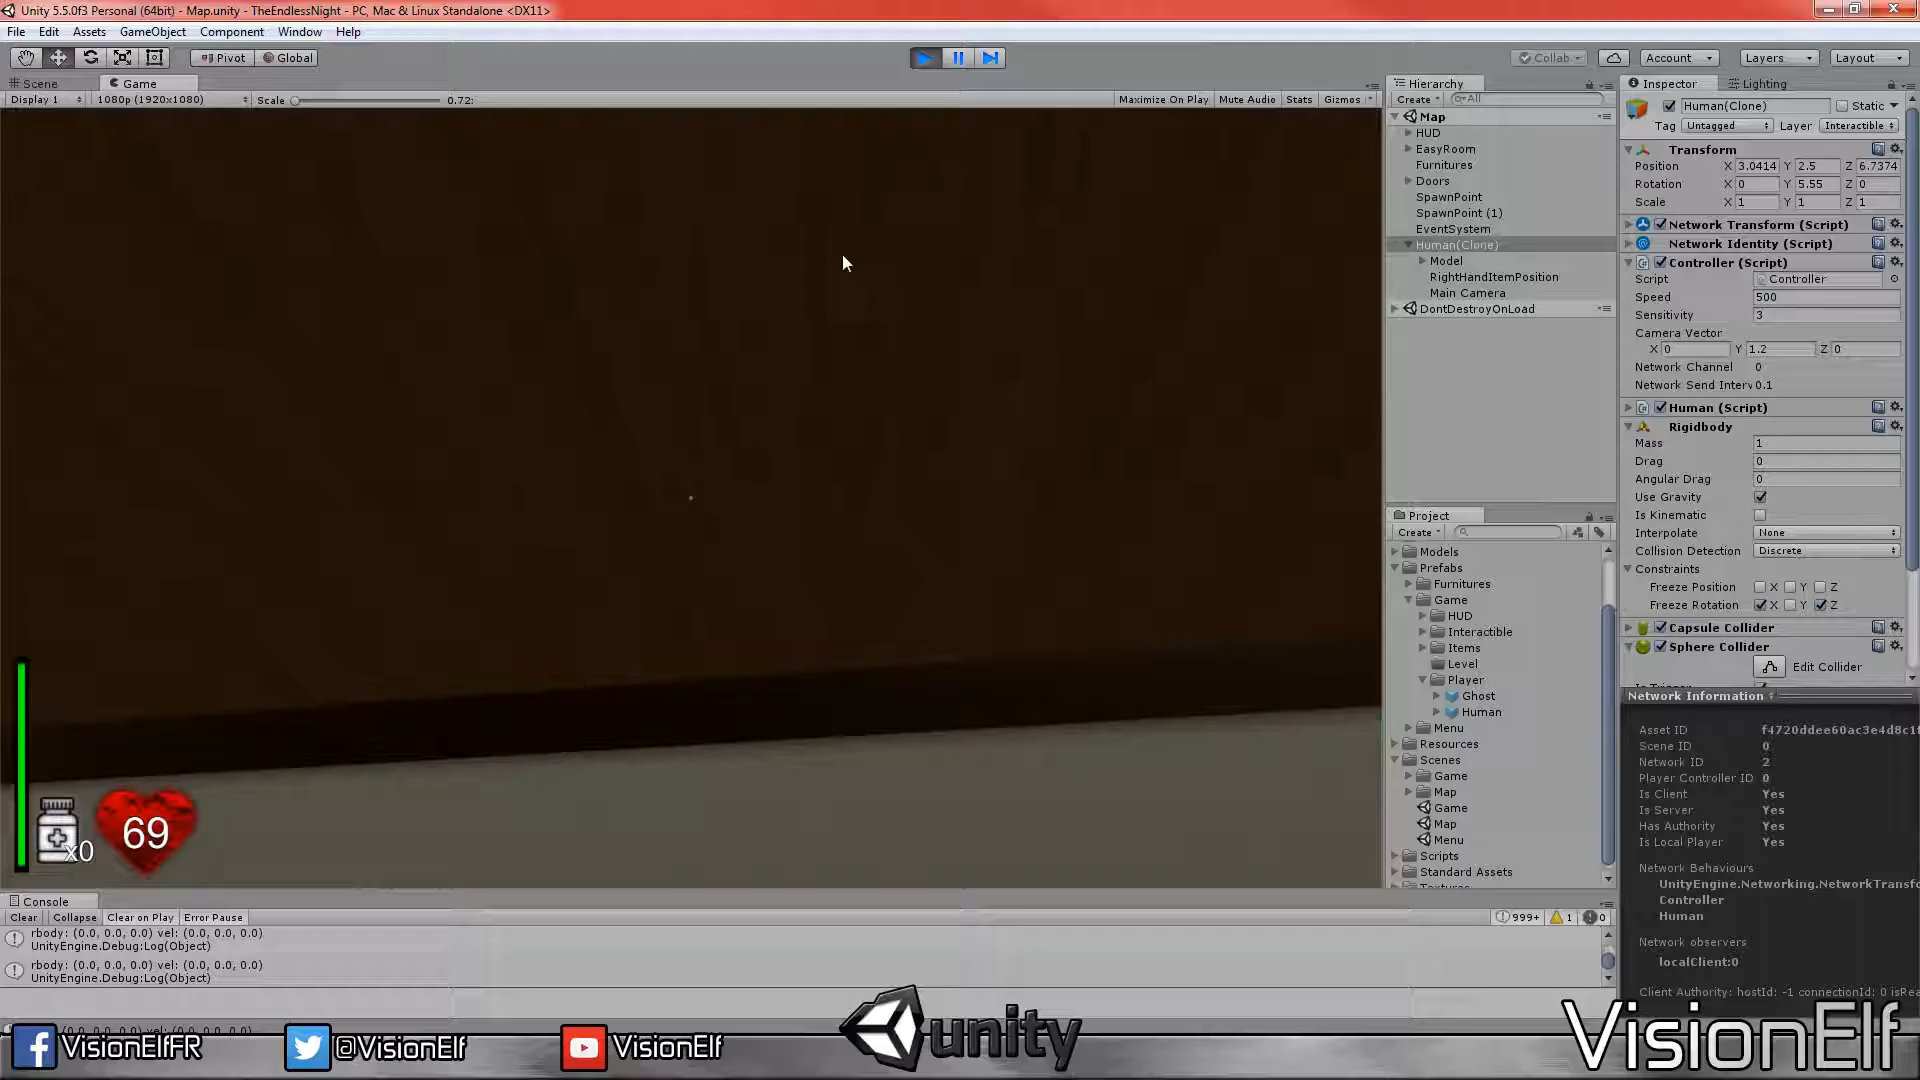 Unity 5.5.0f3 Personal (64bit) - Map.unity - TheEndlessNight - PC, Mac & Linux Standalone <DX11>
File Edit Assets GameObject Component Window Help
Pivot Global Collab Account Layers Layout
Scene Game
Display 1 1080p (1920x1080) Scale 0.72: Maximize On Play Mute Audio Stats Gizmos
69
x0
Hierarchy
Create All
Map
HUD
EasyRoom
Furnitures
Doors
SpawnPoint
SpawnPoint (1)
EventSystem
Human(Clone)
Model
RightHandItemPosition
Main Camera
DontDestroyOnLoad
Project
Create
Models
Prefabs
Furnitures
Game
HUD
Interactible
Items
Level
Player
Ghost
Human
Menu
Resources
Scenes
Game
Map
Game
Map
Menu
Scripts
Standard Assets
Inspector Lighting
Human(Clone) Static
Tag Untagged Layer Interactible
Transform
Position X 3.0414 Y 2.5 Z 6.7374
Rotation X 0 Y 5.55 Z 0
Scale X 1 Y 1 Z 1
Network Transform (Script)
Network Identity (Script)
Controller (Script)
Script Controller
Speed 500
Sensitivity 3
Camera Vector
X 0 Y 1.2 Z 0
Network Channel 0
Network Send Interv 0.1
Human (Script)
Rigidbody
Mass 1
Drag 0
Angular Drag 0
Use Gravity
Is Kinematic
Interpolate None
Collision Detection Discrete
Constraints
Freeze Position X Y Z
Freeze Rotation X Y Z
Capsule Collider
Sphere Collider
Edit Collider
Network Information
Asset ID f4720ddee60ac3e4d8c1f
Scene ID 0
Network ID 2
Player Controller ID 0
Is Client Yes
Is Server Yes
Has Authority Yes
Is Local Player Yes
Network Behaviours
UnityEngine.Networking.NetworkTransfo
Controller
Human
Network observers
localClient:0
Client Authority: hostId: -1 connectionId: 0 isRea
Console
Clear Collapse Clear on Play Error Pause 999+ 1 0
rbody: (0.0, 0.0, 0.0) vel: (0.0, 0.0, 0.0)
UnityEngine.Debug:Log(Object)
rbody: (0.0, 0.0, 0.0) vel: (0.0, 0.0, 0.0)
UnityEngine.Debug:Log(Object)
VisionElfFR @VisionElf VisionElf unity VisionElf